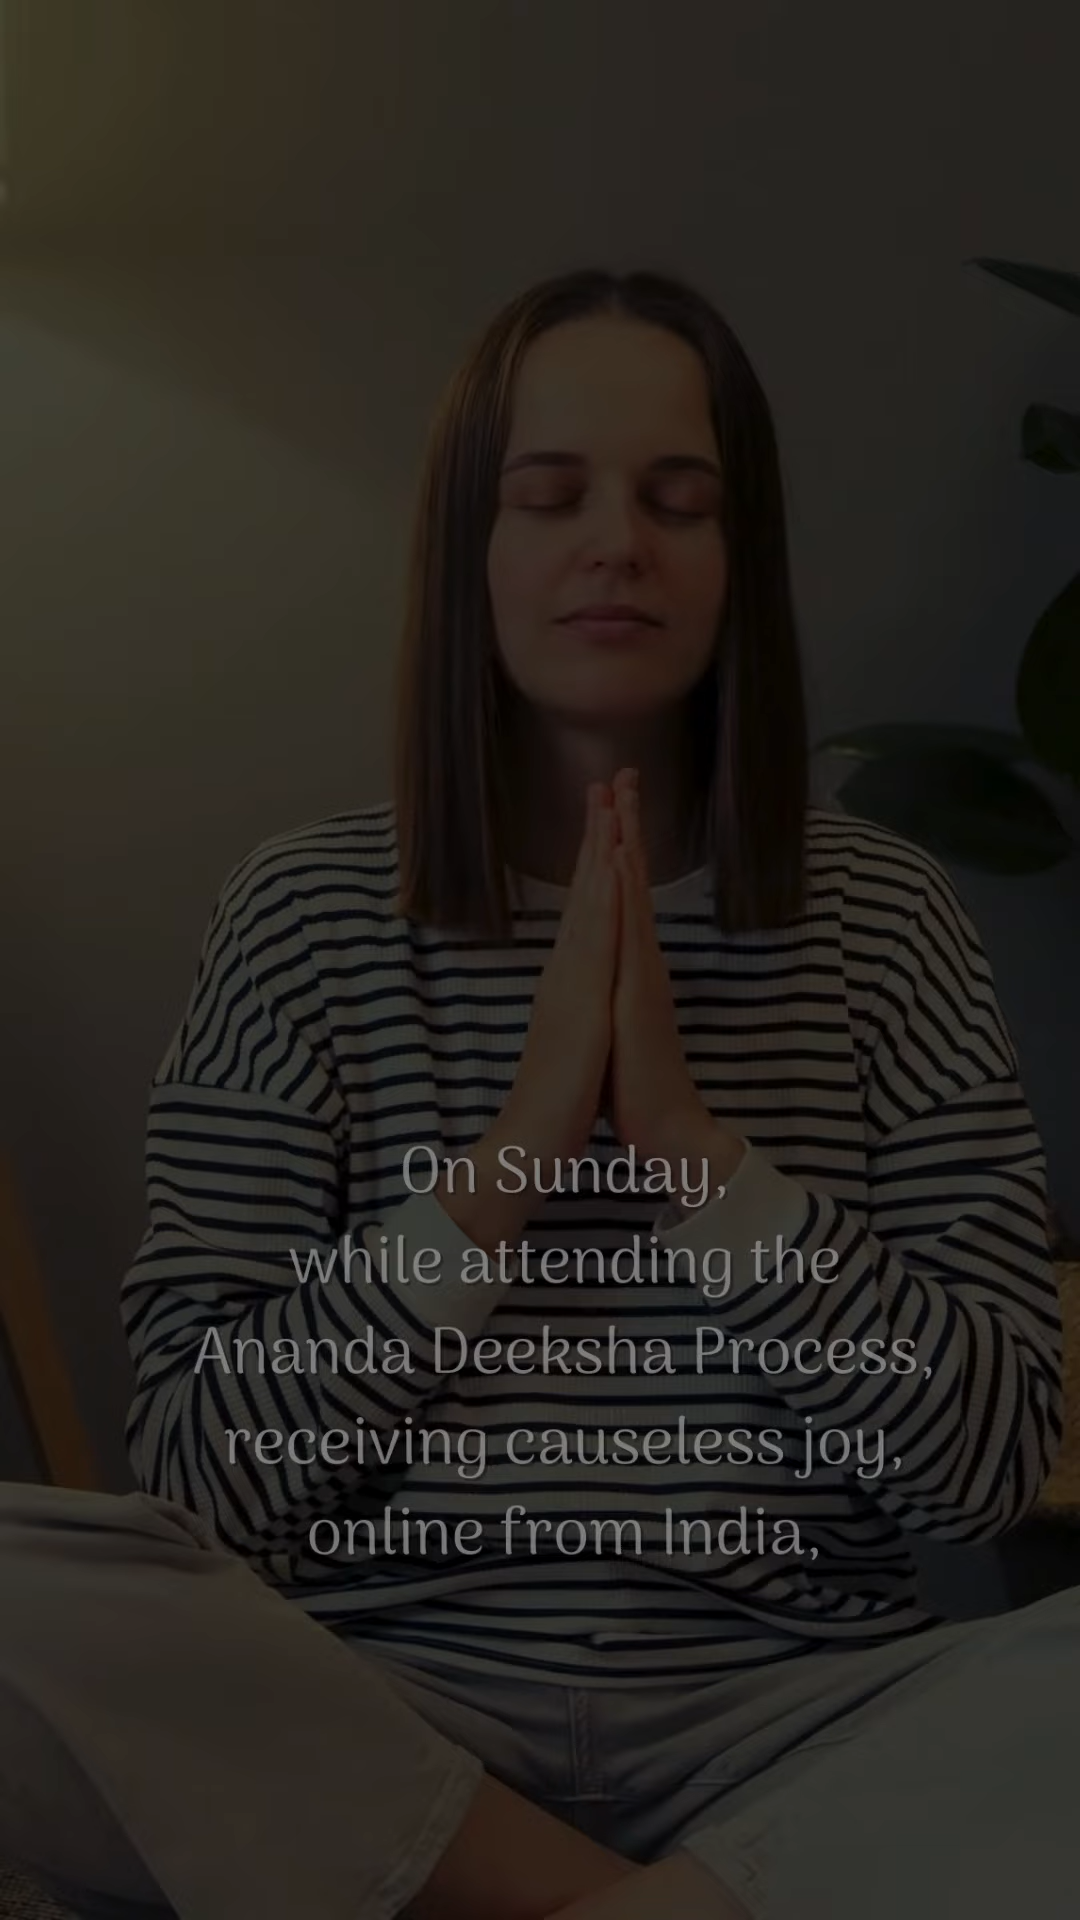 On Sunday,
while attending the
Ananda Deeksha Process,
receiving causeless joy,
online from India,